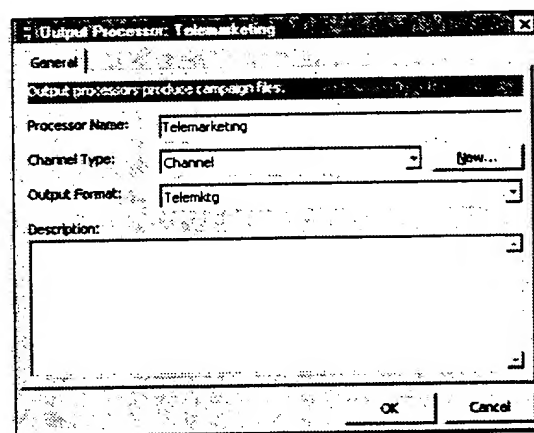 Output Processor: Telemarketing
General
Output processors produce campaign files.
Processor Name: Telemarketing
Channel Type: Channel New...
Output Format: Telemktg
Description:
OK Cancel